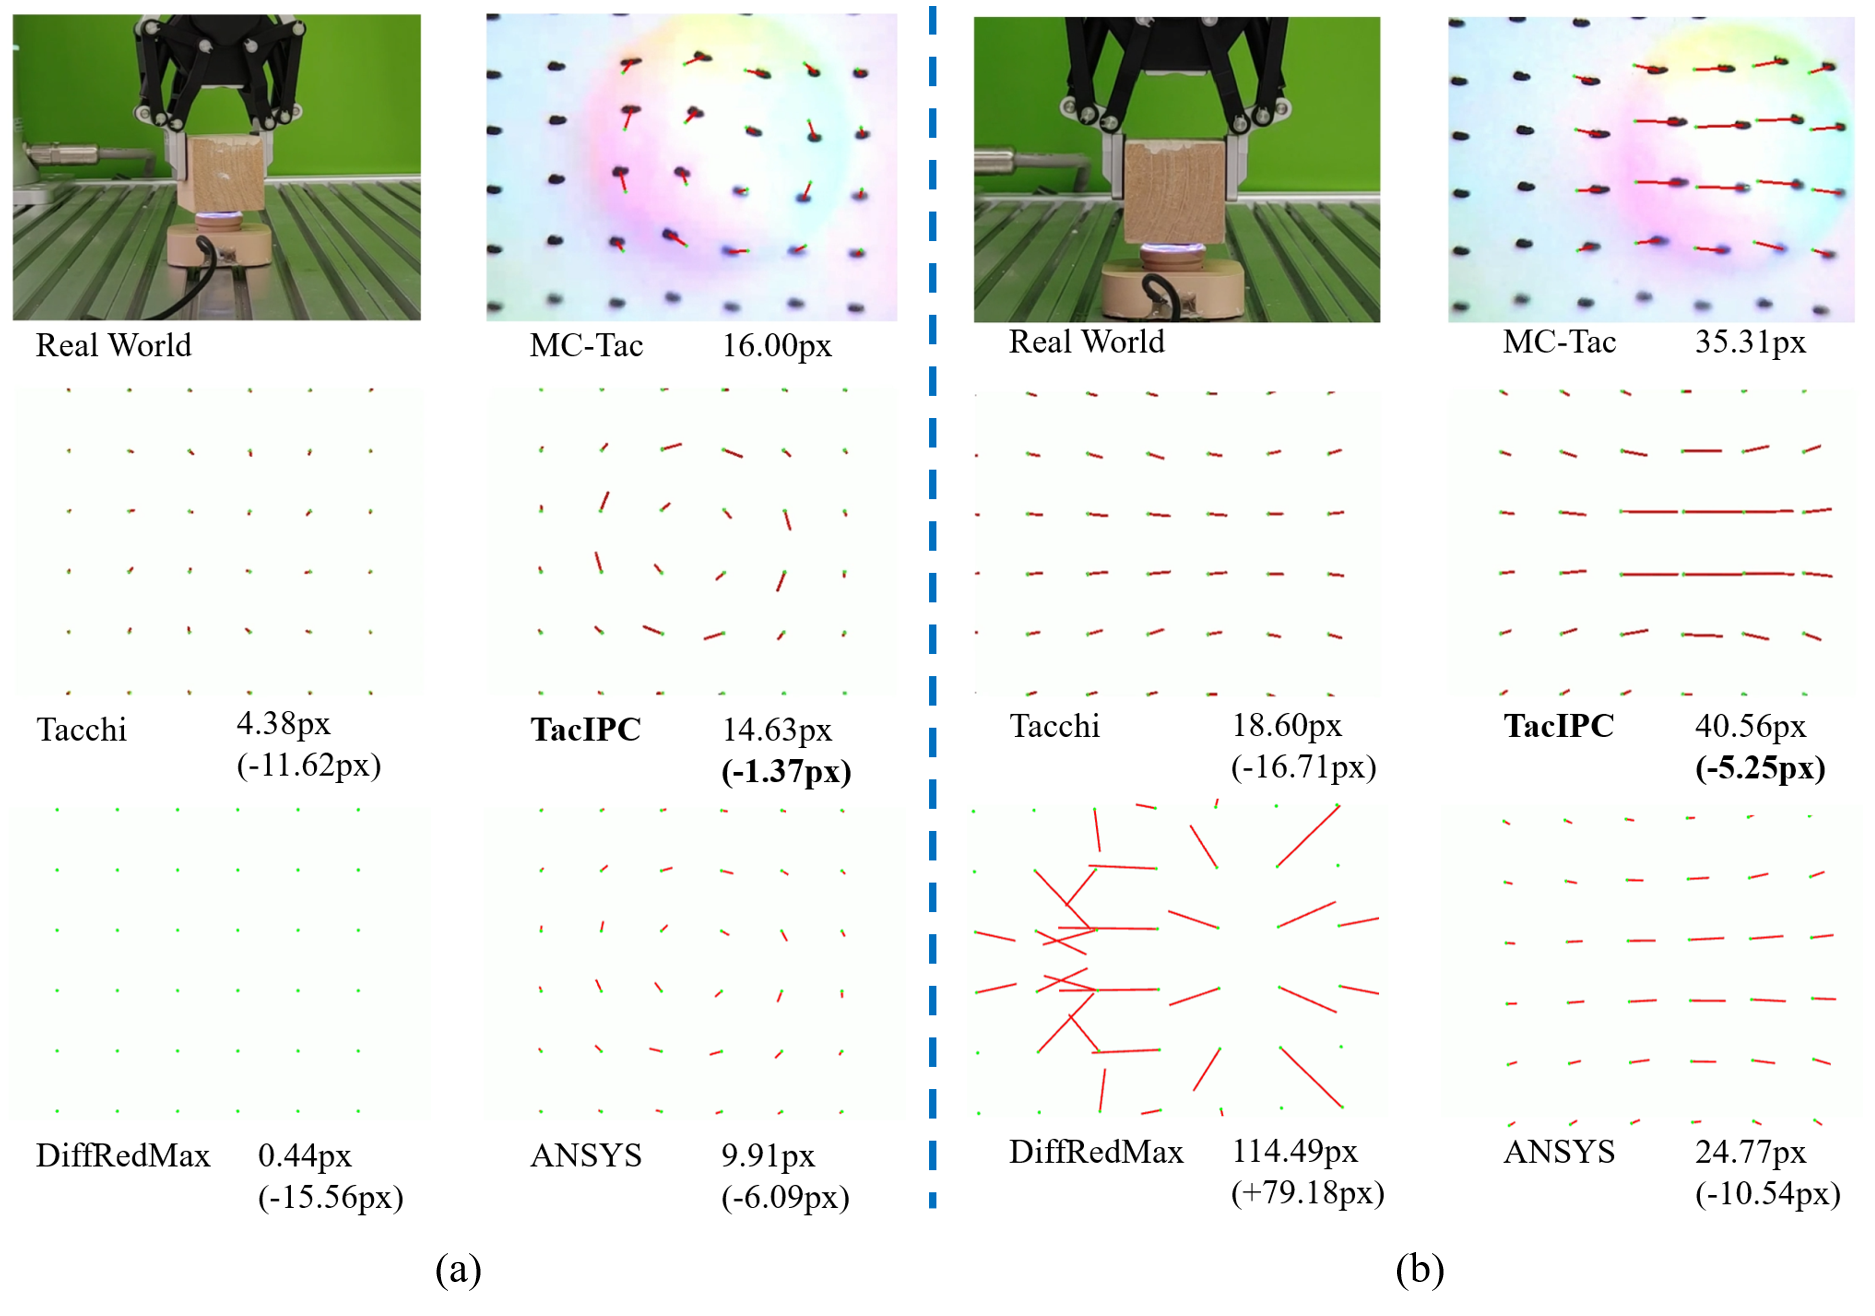 Real World
MC-Tac 16.00px
Real World
MC-Tac 35.31px
Tacchi 4.38px
(-11.62px)
TacIPC 14.63px
(-1.37px)
Tacchi 18.60px
(-16.71px)
TacIPC 40.56px
(-5.25px)
DiffRedMax 0.44px
(-15.56px)
ANSYS 9.91px
(-6.09px)
DiffRedMax 114.49px
(+79.18px)
ANSYS 24.77px
(-10.54px)
(a)
(b)